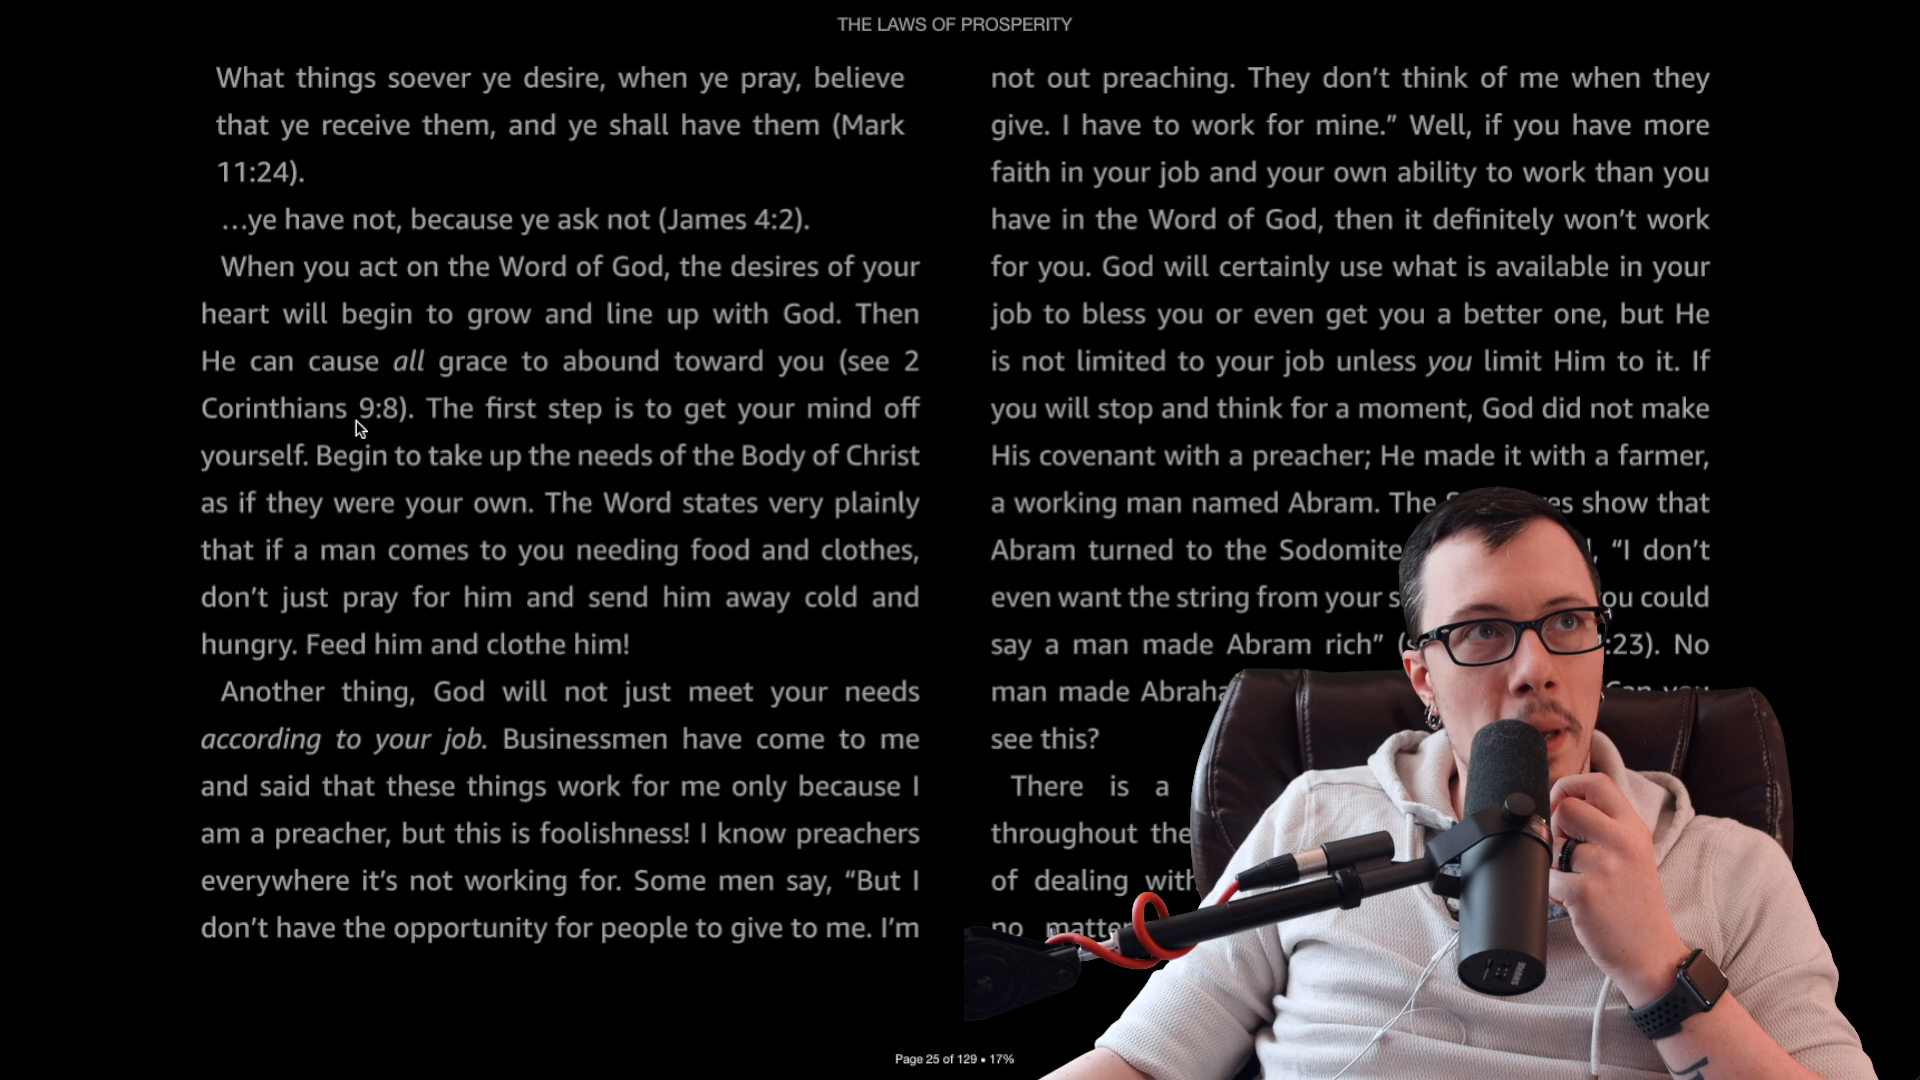 THE LAWS OF PROSPERITY
What things soever ye desire, when ye pray, believe
that ye receive them, and ye shall have them (Mark
11:24).
…ye have not, because ye ask not (James 4:2).
When you act on the Word of God, the desires of your
heart will begin to grow and line up with God. Then
He can cause all grace to abound toward you (see 2
Corinthians 9:8). The first step is to get your mind off
yourself. Begin to take up the needs of the Body of Christ
as if they were your own. The Word states very plainly
that if a man comes to you needing food and clothes,
don’t just pray for him and send him away cold and
hungry. Feed him and clothe him!
Another thing, God will not just meet your needs
according to your job. Businessmen have come to me
and said that these things work for me only because I
am a preacher, but this is foolishness! I know preachers
everywhere it’s not working for. Some men say, “But I
don’t have the opportunity for people to give to me. I’m
not out preaching. They don’t think of me when they
give. I have to work for mine.” Well, if you have more
faith in your job and your own ability to work than you
have in the Word of God, then it definitely won’t work
for you. God will certainly use what is available in your
job to bless you or even get you a better one, but He
is not limited to your job unless you limit Him to it. If
you will stop and think for a moment, God did not make
His covenant with a preacher; He made it with a farmer,
a working man named Abram. The show that
Abram turned to the Sodomite “I don’t
even want the string from your could
say a man made Abram rich” :23). No
man made Can you
see this?
There is a
throughout the
of dealing with
no matter
Page 25 of 129 • 17%
SHURE